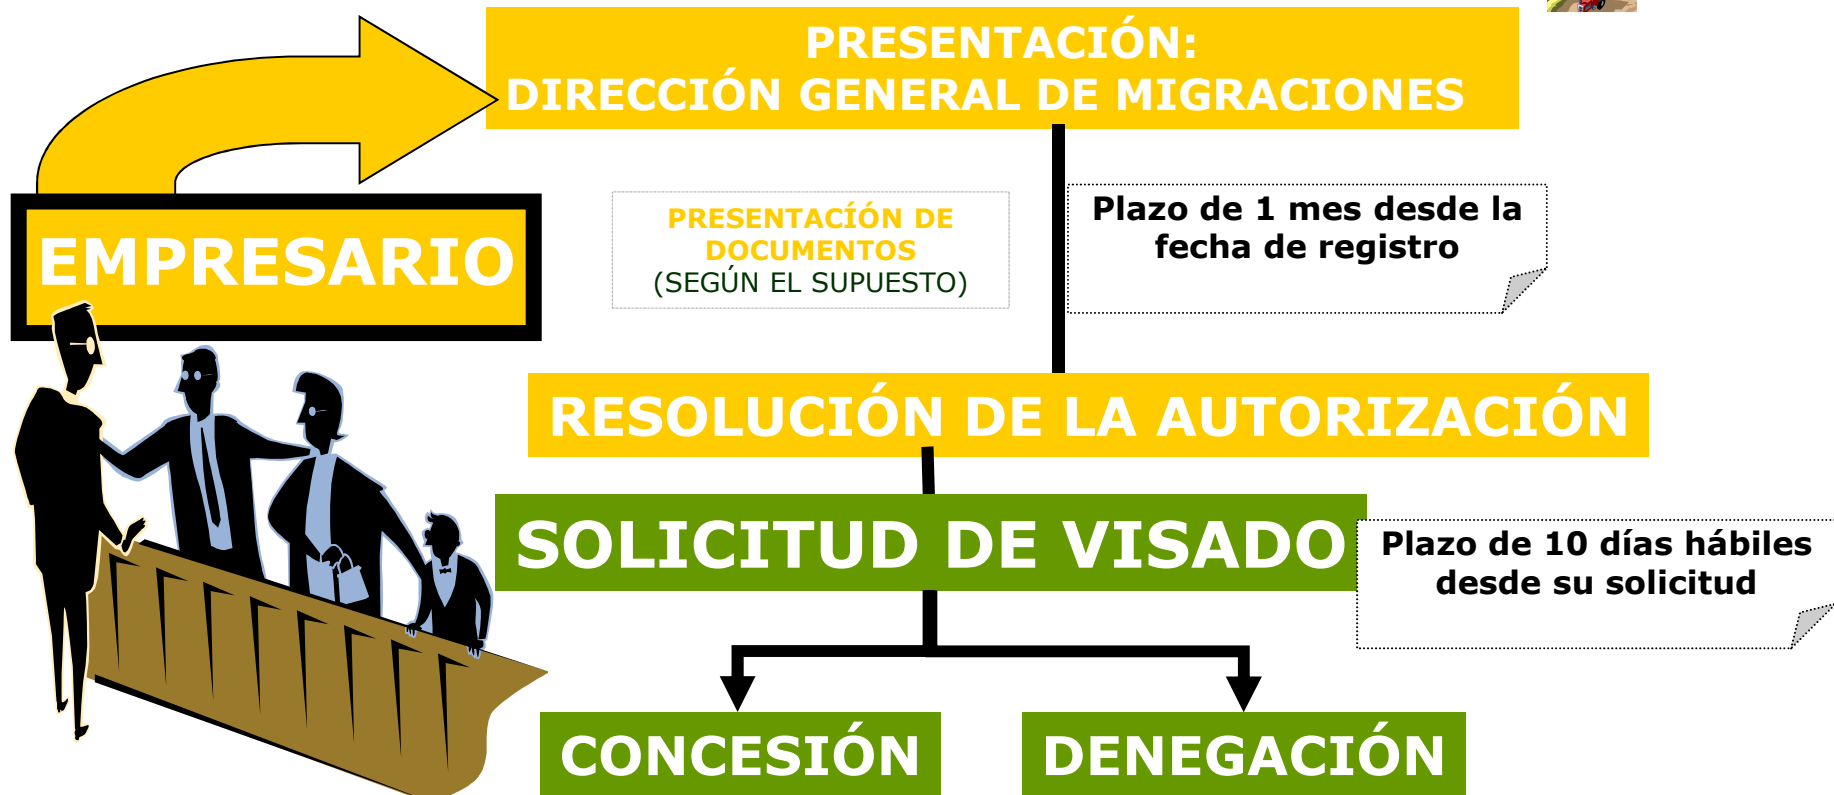 PRESENTACIÓN:
DIRECCIÓN GENERAL DE MIGRACIONES
EMPRESARIO
PRESENTACÍÓN DE
DOCUMENTOS
(SEGÚN EL SUPUESTO)
Plazo de 1 mes desde la
fecha de registro
RESOLUCIÓN DE LA AUTORIZACIÓN
SOLICITUD DE VISADO
Plazo de 10 días hábiles
desde su solicitud
CONCESIÓN
DENEGACIÓN